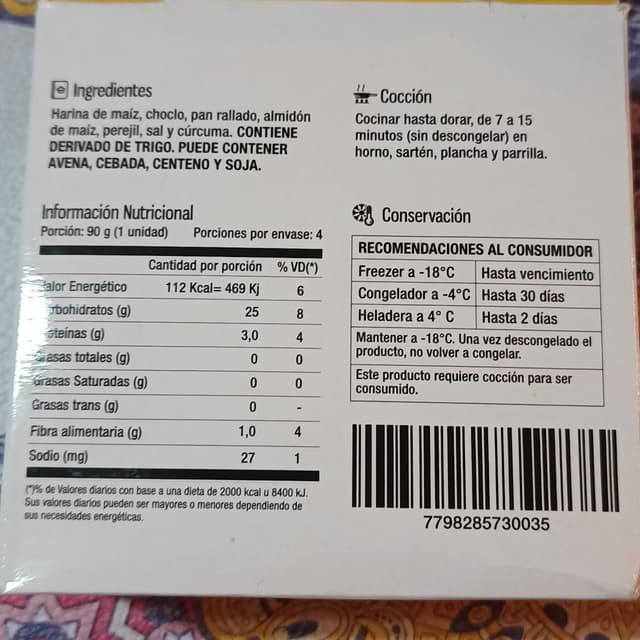 Ingredientes
Harina de maíz, choclo, pan rallado, almidón
de maíz, perejil, sal y cúrcuma. CONTIENE
DERIVADO DE TRIGO. PUEDE CONTENER
AVENA, CEBADA, CENTENO Y SOJA.
Cocción
Cocinar hasta dorar, de 7 a 15
minutos (sin descongelar) en
horno, sartén, plancha y parrilla.
Información Nutricional
Porción: 90 g (1 unidad) Porciones por envase: 4
Cantidad por porción % VD(*)
Valor Energético 112 Kcal= 469 Kj 6
Carbohidratos (g) 25 8
Proteínas (g) 3,0 4
Grasas totales (g) 0 0
Grasas Saturadas (g) 0 0
Grasas trans (g) 0 -
Fibra alimentaria (g) 1,0 4
Sodio (mg) 27 1
(*)% de Valores diarios con base a una dieta de 2000 kcal u 8400 kJ.
Sus valores diarios pueden ser mayores o menores dependiendo de
sus necesidades energéticas.
Conservación
RECOMENDACIONES AL CONSUMIDOR
Freezer a -18°C Hasta vencimiento
Congelador a -4°C Hasta 30 días
Heladera a 4° C Hasta 2 días
Mantener a -18°C. Una vez descongelado el
producto, no volver a congelar.
Este producto requiere cocción para ser
consumido.
7798285730035